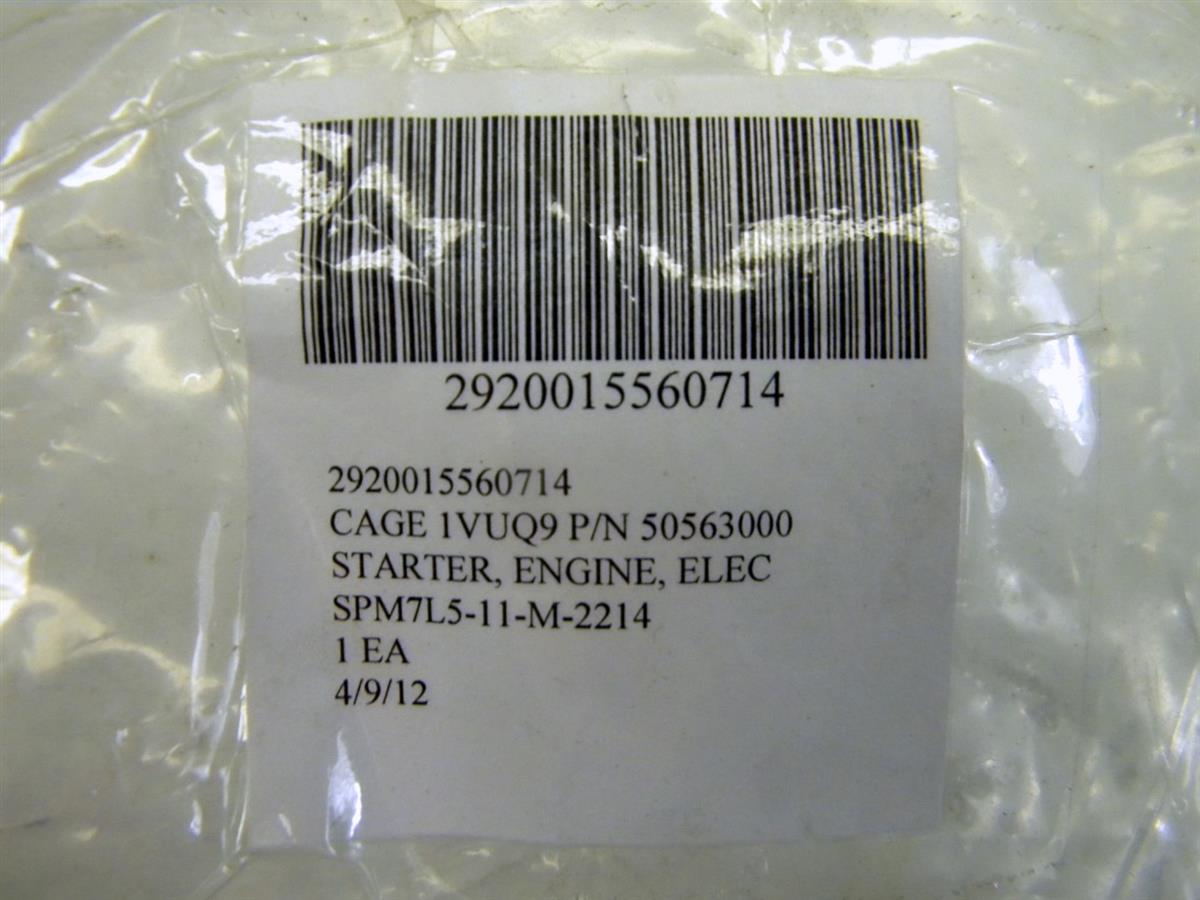 2920015560714
2920015560714
CAGE 1VUQ9 P/N 50563000
STARTER, ENGINE, ELEC
SPM7L5-11-M-2214
1 EA
4/9/12